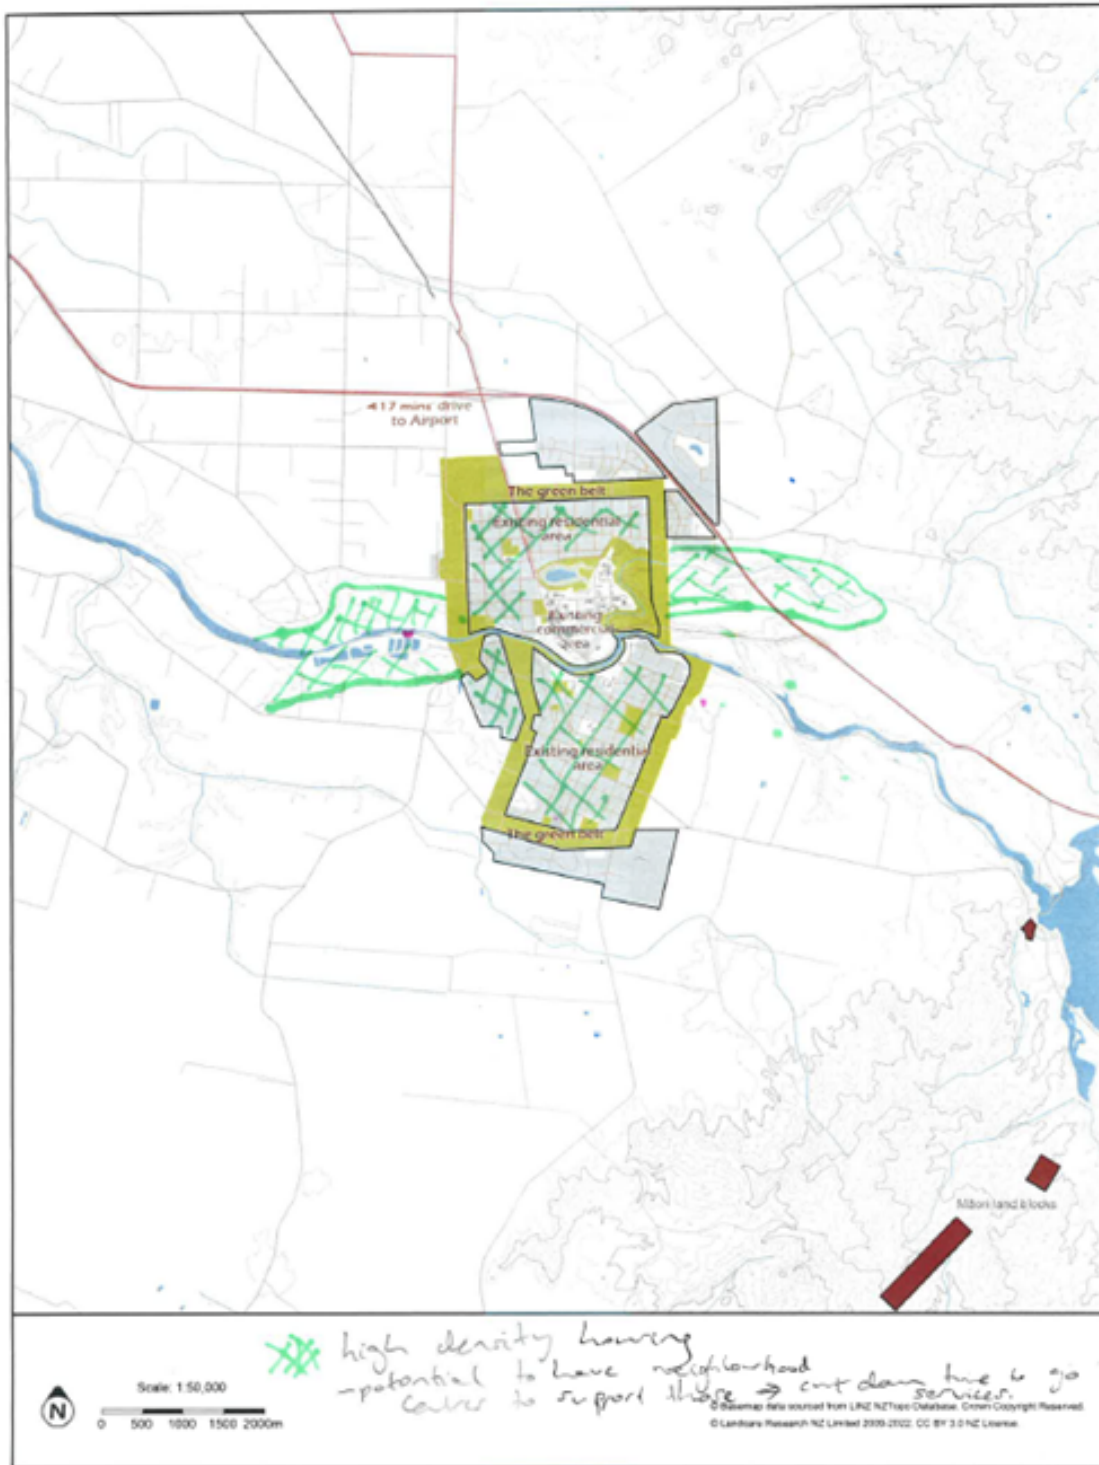 17 mins' drive
to Airport
The green belt
Existing residential
area
Existing
commercial
area
Existing residential
area
The green belt
Māori land blocks
high density housing
- potential to have neighbourhood
to support these → cut down time to go
services.
N
Scale: 1:50,000
0 500 1000 1500 2000m
© Basemap data sourced from LINZ NZTopo Database. Crown Copyright Reserved.
© Landcare Research NZ Limited 2009-2022. CC BY 3.0 NZ License.